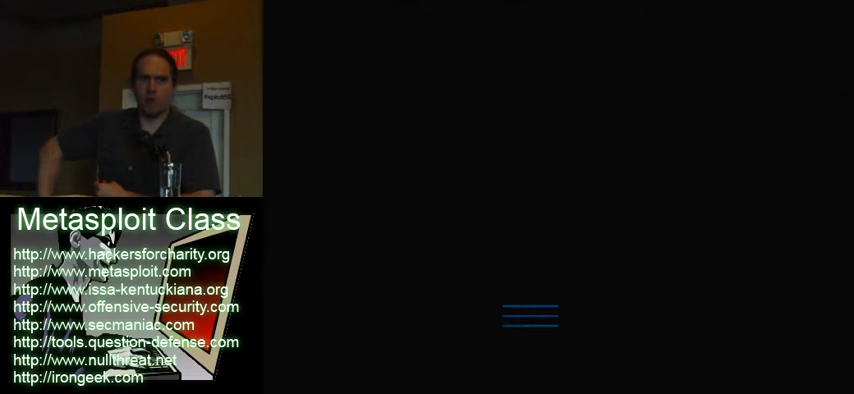 EXIT
Metasploit Class
http://www.hackersforcharity.org
http://www.metasploit.com
http://www.issa-kentuckiana.org
http://www.offensive-security.com
http://www.secmaniac.com
http://tools.question-defense.com
http://www.nullthreat.net
http://irongeek.com